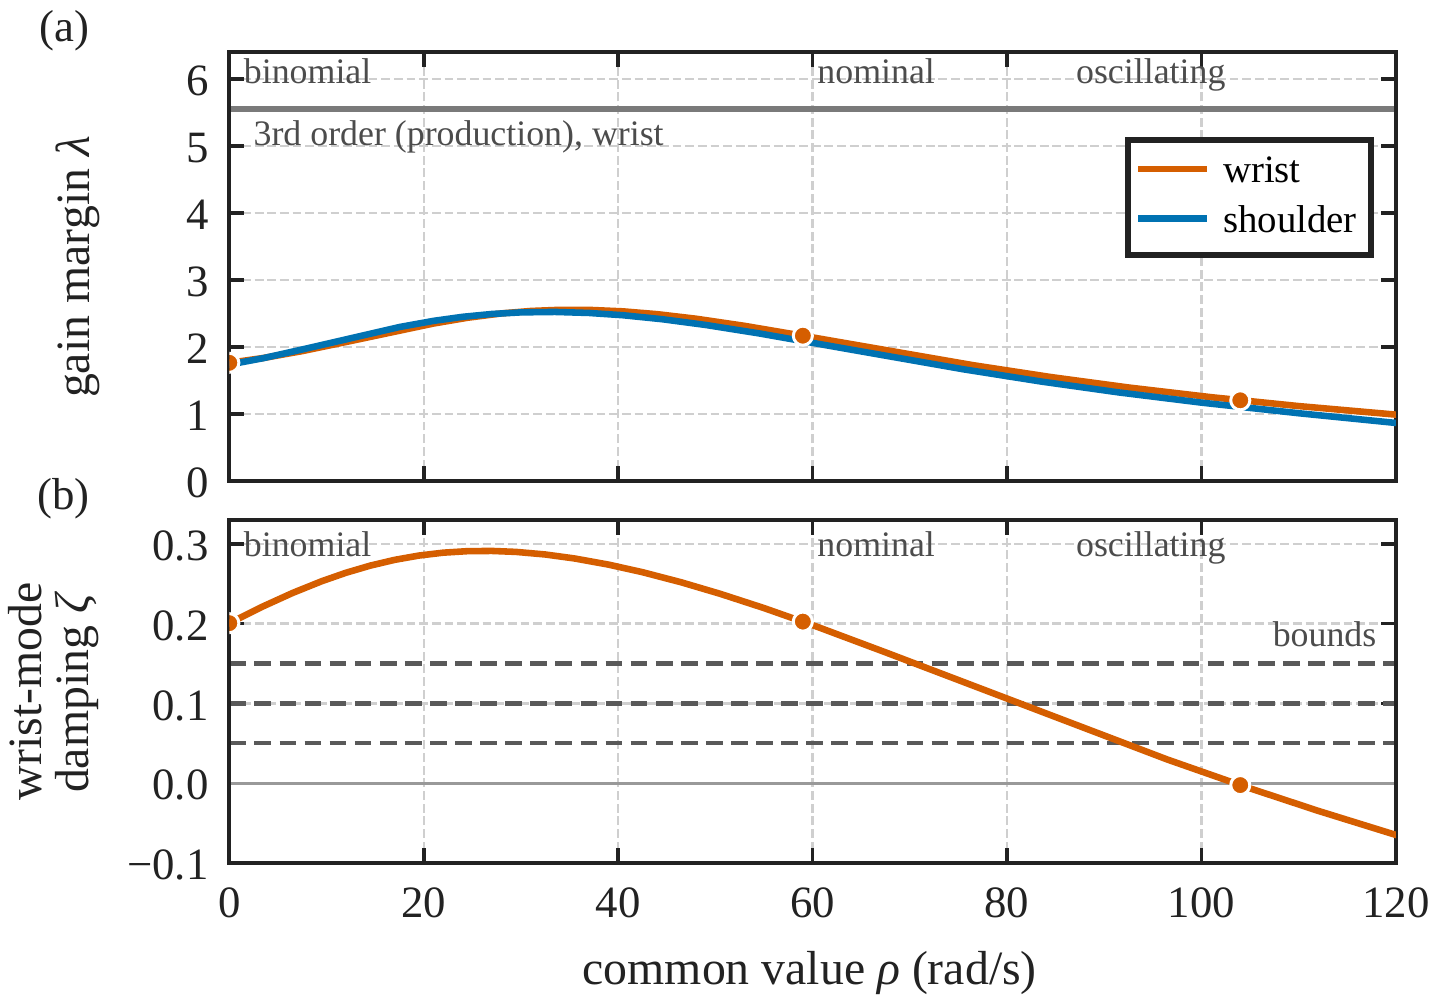 (a)
binomial
nominal
oscillating
3rd order (production), wrist
wrist
shoulder
gain margin λ
6
5
4
3
2
1
0
(b)
binomial
nominal
oscillating
bounds
wrist-mode
damping ζ
0.3
0.2
0.1
0.0
−0.1
0
20
40
60
80
100
120
common value ρ (rad/s)